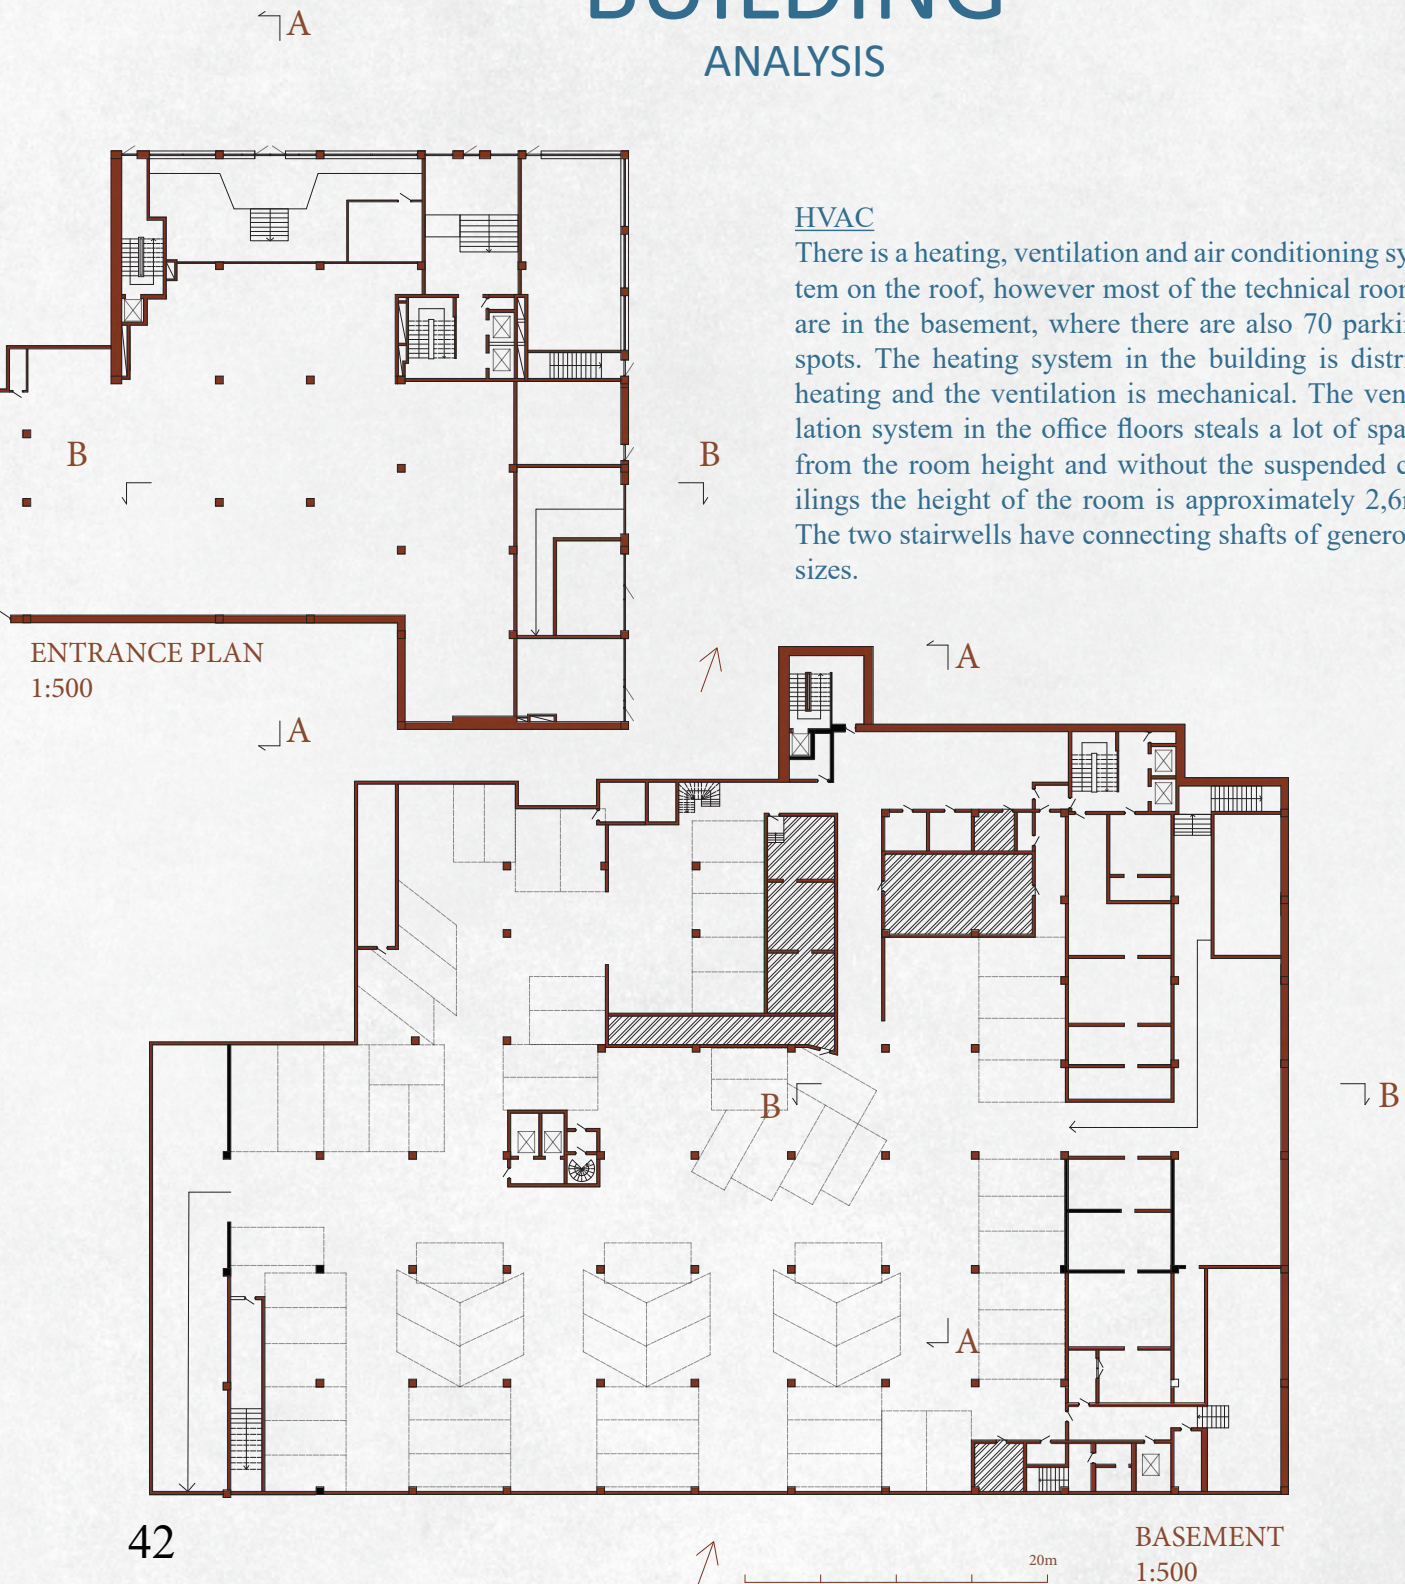 BUILDING
ANALYSIS
A
HVAC
There is a heating, ventilation and air conditioning sy
tem on the roof, however most of the technical room
are in the basement, where there are also 70 parki
spots. The heating system in the building is distri
heating and the ventilation is mechanical. The ven
lation system in the office floors steals a lot of spa
from the room height and without the suspended c
ilings the height of the room is approximately 2,6
The two stairwells have connecting shafts of genero
sizes.
B
B
ENTRANCE PLAN
1:500
A
A
B
B
A
42
BASEMENT
1:500
20m